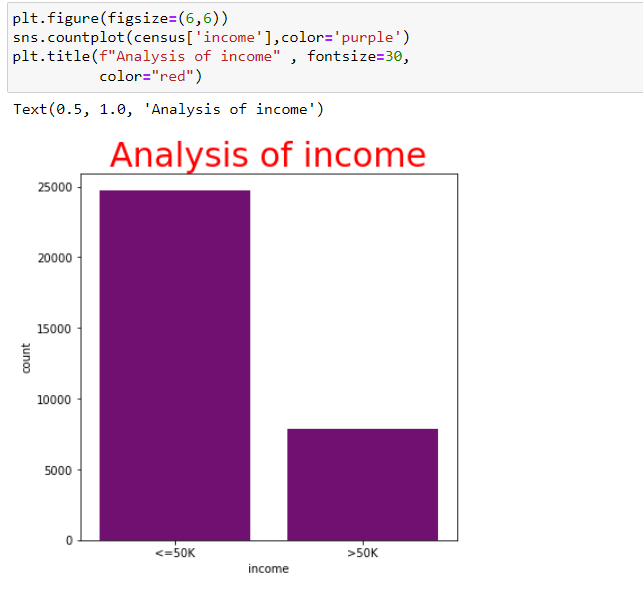 plt.figure(figsize=(6,6))
sns.countplot(census['income'],color='purple')
plt.title(f"Analysis of income" , fontsize=30,
          color="red")
Text(0.5, 1.0, 'Analysis of income')
Analysis of income
25000
20000
15000
10000
5000
0
count
<=50K >50K
income